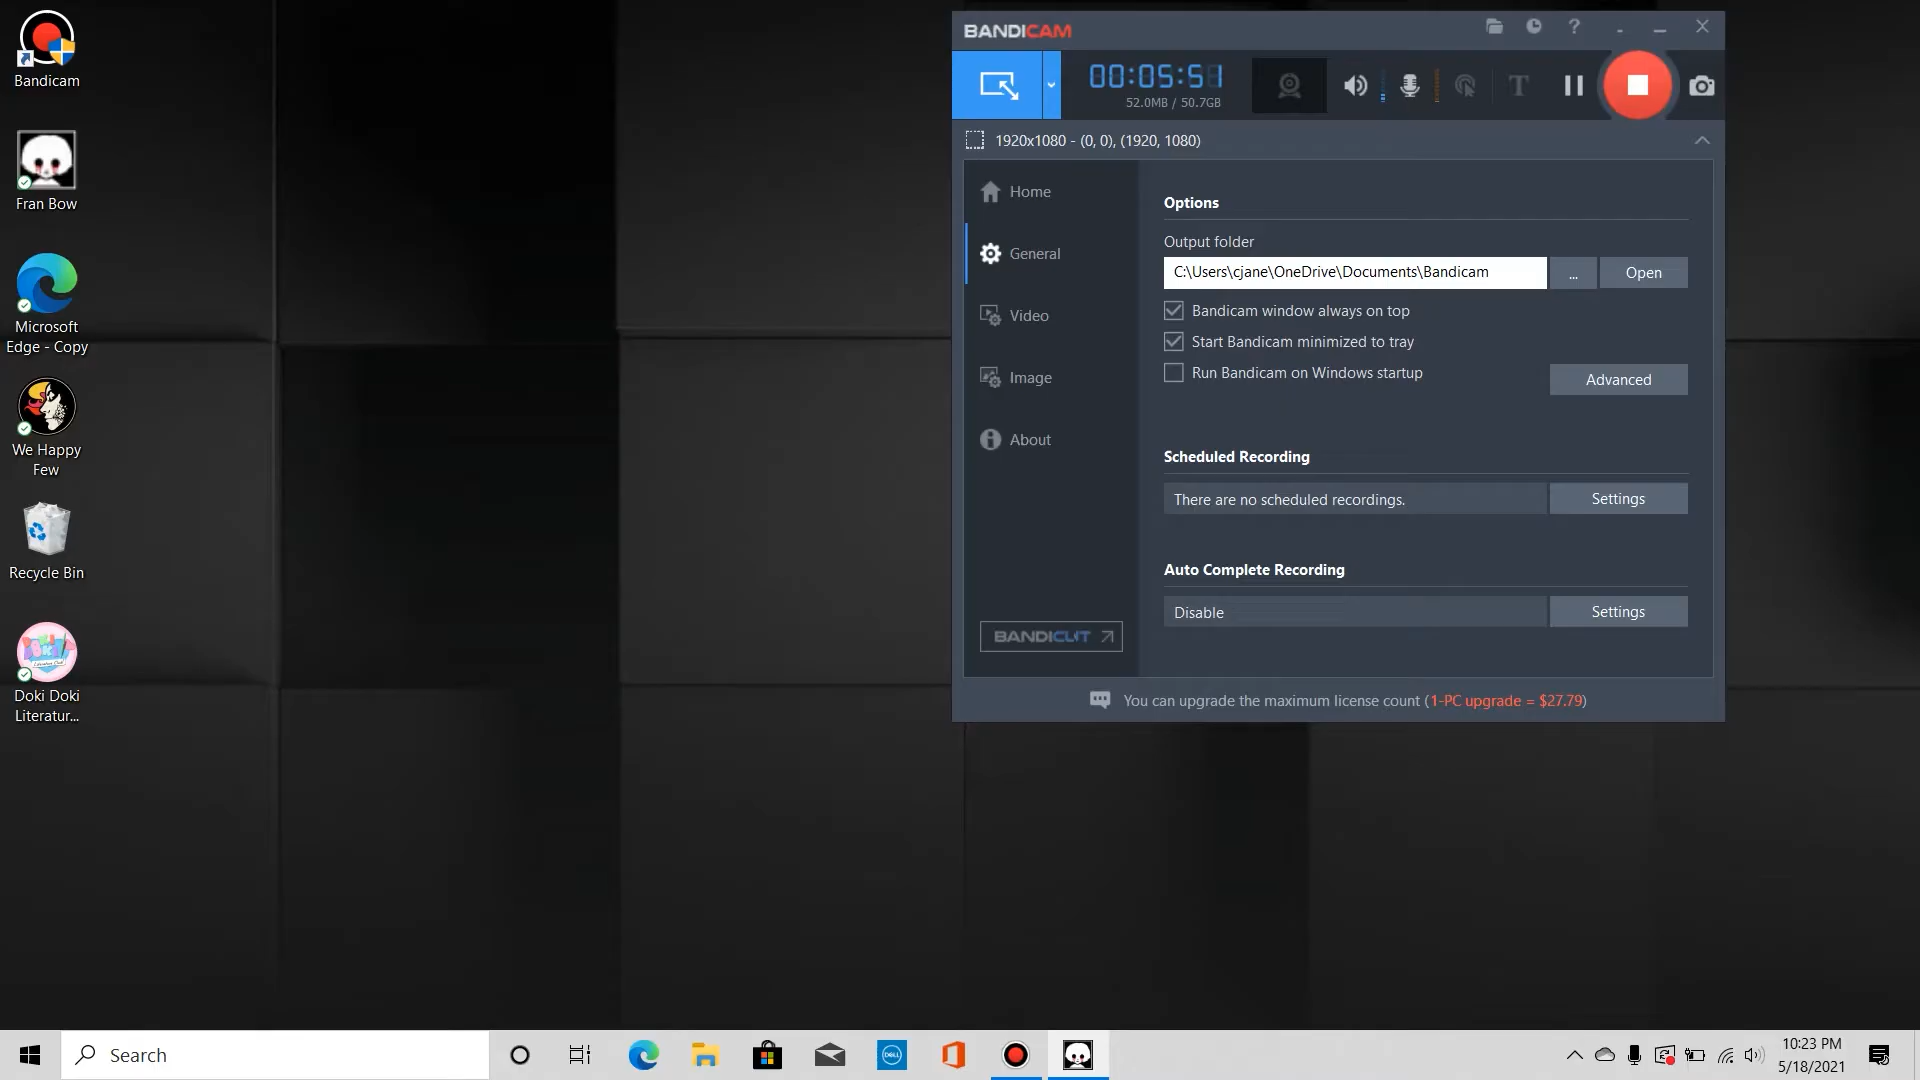 Bandicam
Fran Bow
Microsoft
Edge - Copy
We Happy
Few
Recycle Bin
Doki Doki
Literatur...
BANDICAM
?
00:05:51
52.0MB / 50.7GB
T
1920x1080 - (0, 0), (1920, 1080)
Home
General
Video
Image
About
BANDICUT
Options
Output folder
C:\Users\cjane\OneDrive\Documents\Bandicam
...
Open
Bandicam window always on top
Start Bandicam minimized to tray
Run Bandicam on Windows startup
Advanced
Scheduled Recording
There are no scheduled recordings.
Settings
Auto Complete Recording
Disable
Settings
You can upgrade the maximum license count (1-PC upgrade = $27.79)
Search
DELL
10:23 PM
5/18/2021